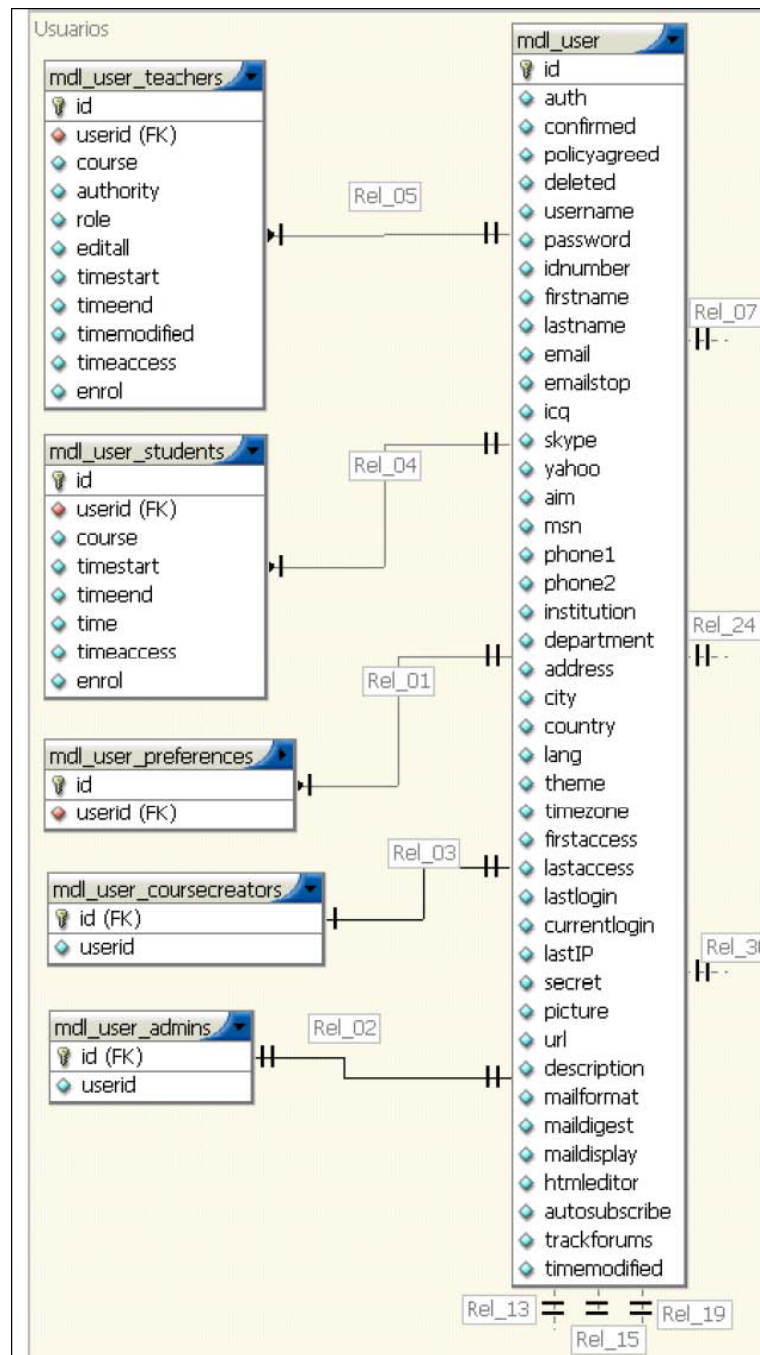 Usuarios
mdl_user_teachers
id
userid (FK)
course
authority
role
editall
timestart
timeend
timemodified
timeaccess
enrol
Rel_05
mdl_user_students
id
userid (FK)
course
timestart
timeend
time
timeaccess
enrol
Rel_04
mdl_user_preferences
id
userid (FK)
Rel_01
mdl_user_coursecreators
id (FK)
userid
Rel_03
mdl_user_admins
id (FK)
userid
Rel_02
mdl_user
id
auth
confirmed
policyagreed
deleted
username
password
idnumber
firstname
lastname
email
emailstop
icq
skype
yahoo
aim
msn
phone1
phone2
institution
department
address
city
country
lang
theme
timezone
firstaccess
lastaccess
lastlogin
currentlogin
lastIP
secret
picture
url
description
mailformat
maildigest
maildisplay
htmleditor
autosubscribe
trackforums
timemodified
Rel_07
Rel_24
Rel_13
Rel_15
Rel_19